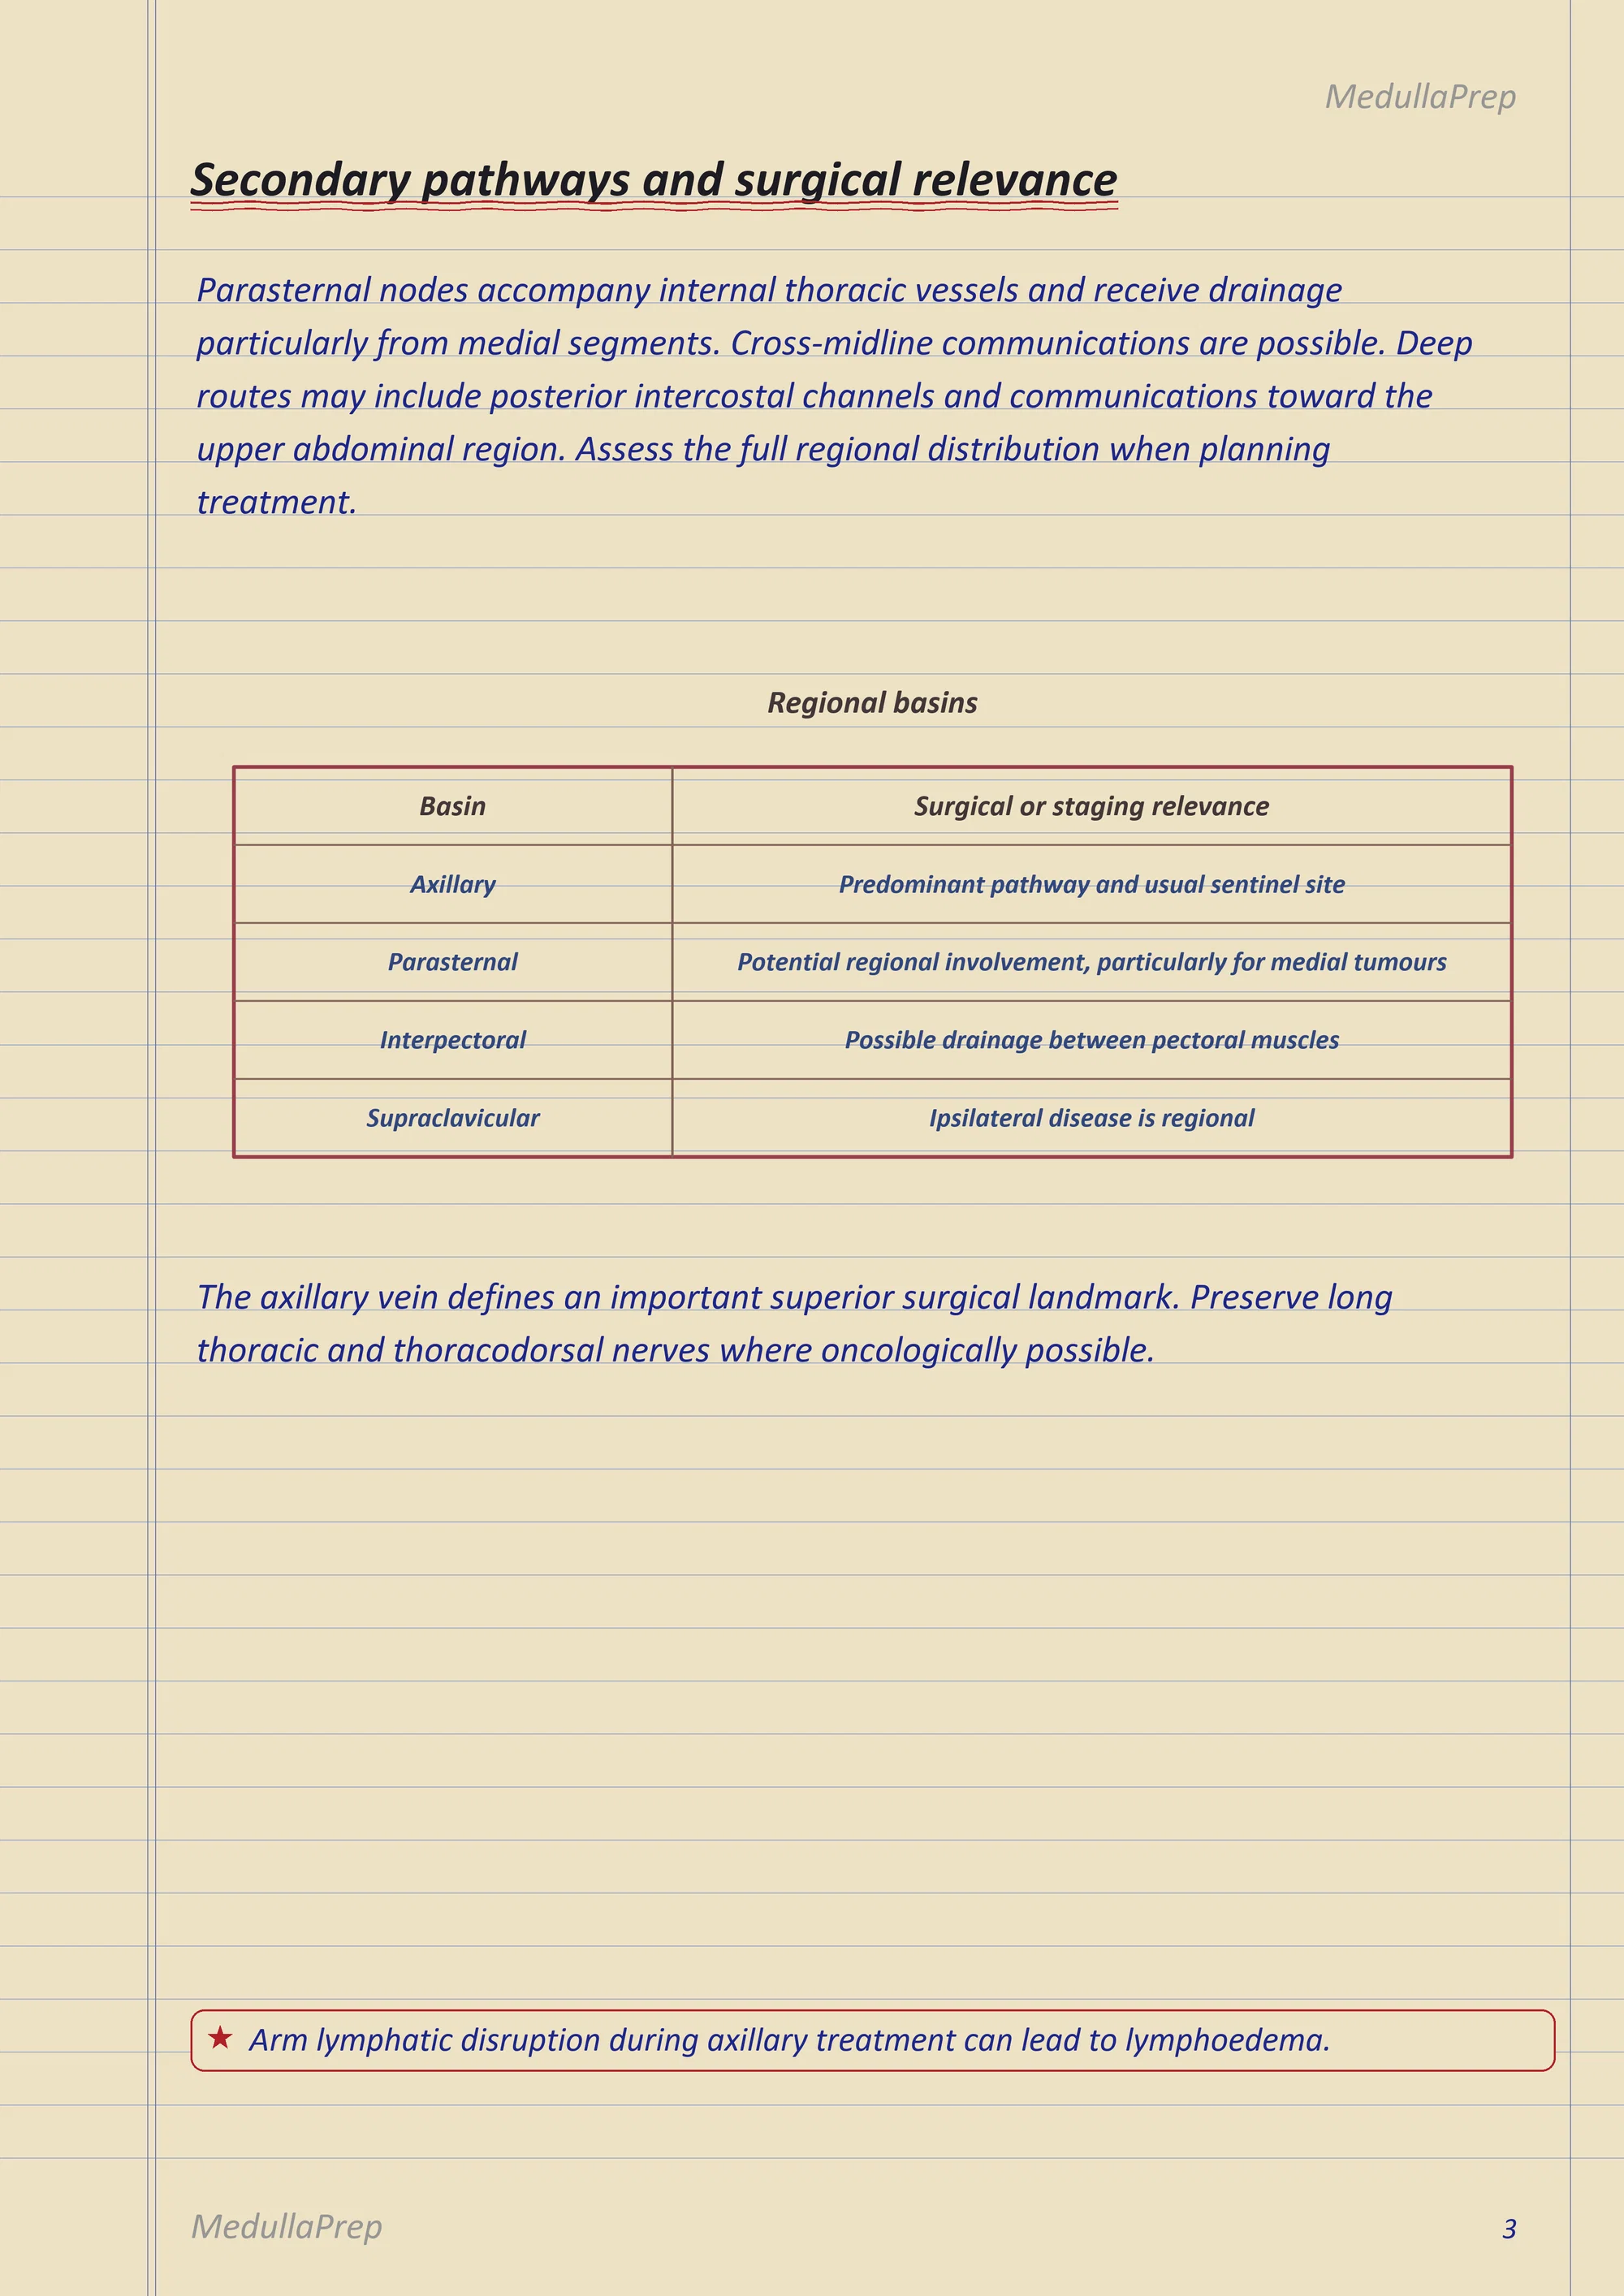 MedullaPrep
Secondary pathways and surgical relevance
Parasternal nodes accompany internal thoracic vessels and receive drainage
particularly from medial segments. Cross-midline communications are possible. Deep
routes may include posterior intercostal channels and communications toward the
upper abdominal region. Assess the full regional distribution when planning
treatment.
Regional basins
Basin Surgical or staging relevance
Axillary Predominant pathway and usual sentinel site
Parasternal Potential regional involvement, particularly for medial tumours
Interpectoral Possible drainage between pectoral muscles
Supraclavicular Ipsilateral disease is regional
The axillary vein defines an important superior surgical landmark. Preserve long
thoracic and thoracodorsal nerves where oncologically possible.
★ Arm lymphatic disruption during axillary treatment can lead to lymphoedema.
MedullaPrep 3